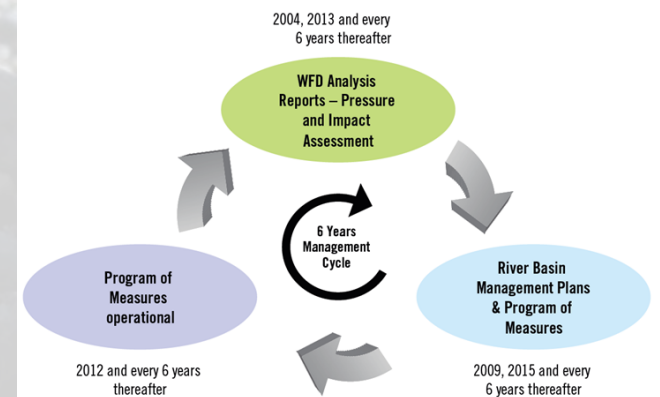 2004, 2013 and every
6 years thereafter
WFD Analysis
Reports – Pressure
and Impact
Assessment
6 Years
Management
Cycle
Program of
Measures
operational
River Basin
Management Plans
& Program of
Measures
2012 and every 6 years
thereafter
2009, 2015 and every
6 years thereafter